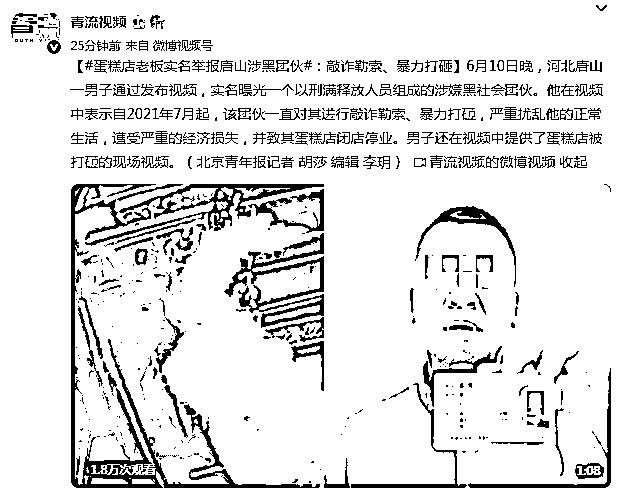 青流视频
25分钟前 来自 微博视频号
【#蛋糕店老板实名举报唐山涉黑团伙#：敲诈勒索、暴力打砸】6月10日晚，河北唐山
一男子通过发布视频，实名曝光一个以刑满释放人员组成的涉嫌黑社会团伙。他在视频
中表示自2021年7月起，该团伙一直对其进行敲诈勒索、暴力打砸，严重扰乱他的正常
生活，遭受严重的经济损失，并致其蛋糕店闭店停业。男子还在视频中提供了蛋糕店被
打砸的现场视频。（北京青年报记者 胡莎 编辑 李玥） 青流视频的微博视频 收起
1.8万次观看
1:08